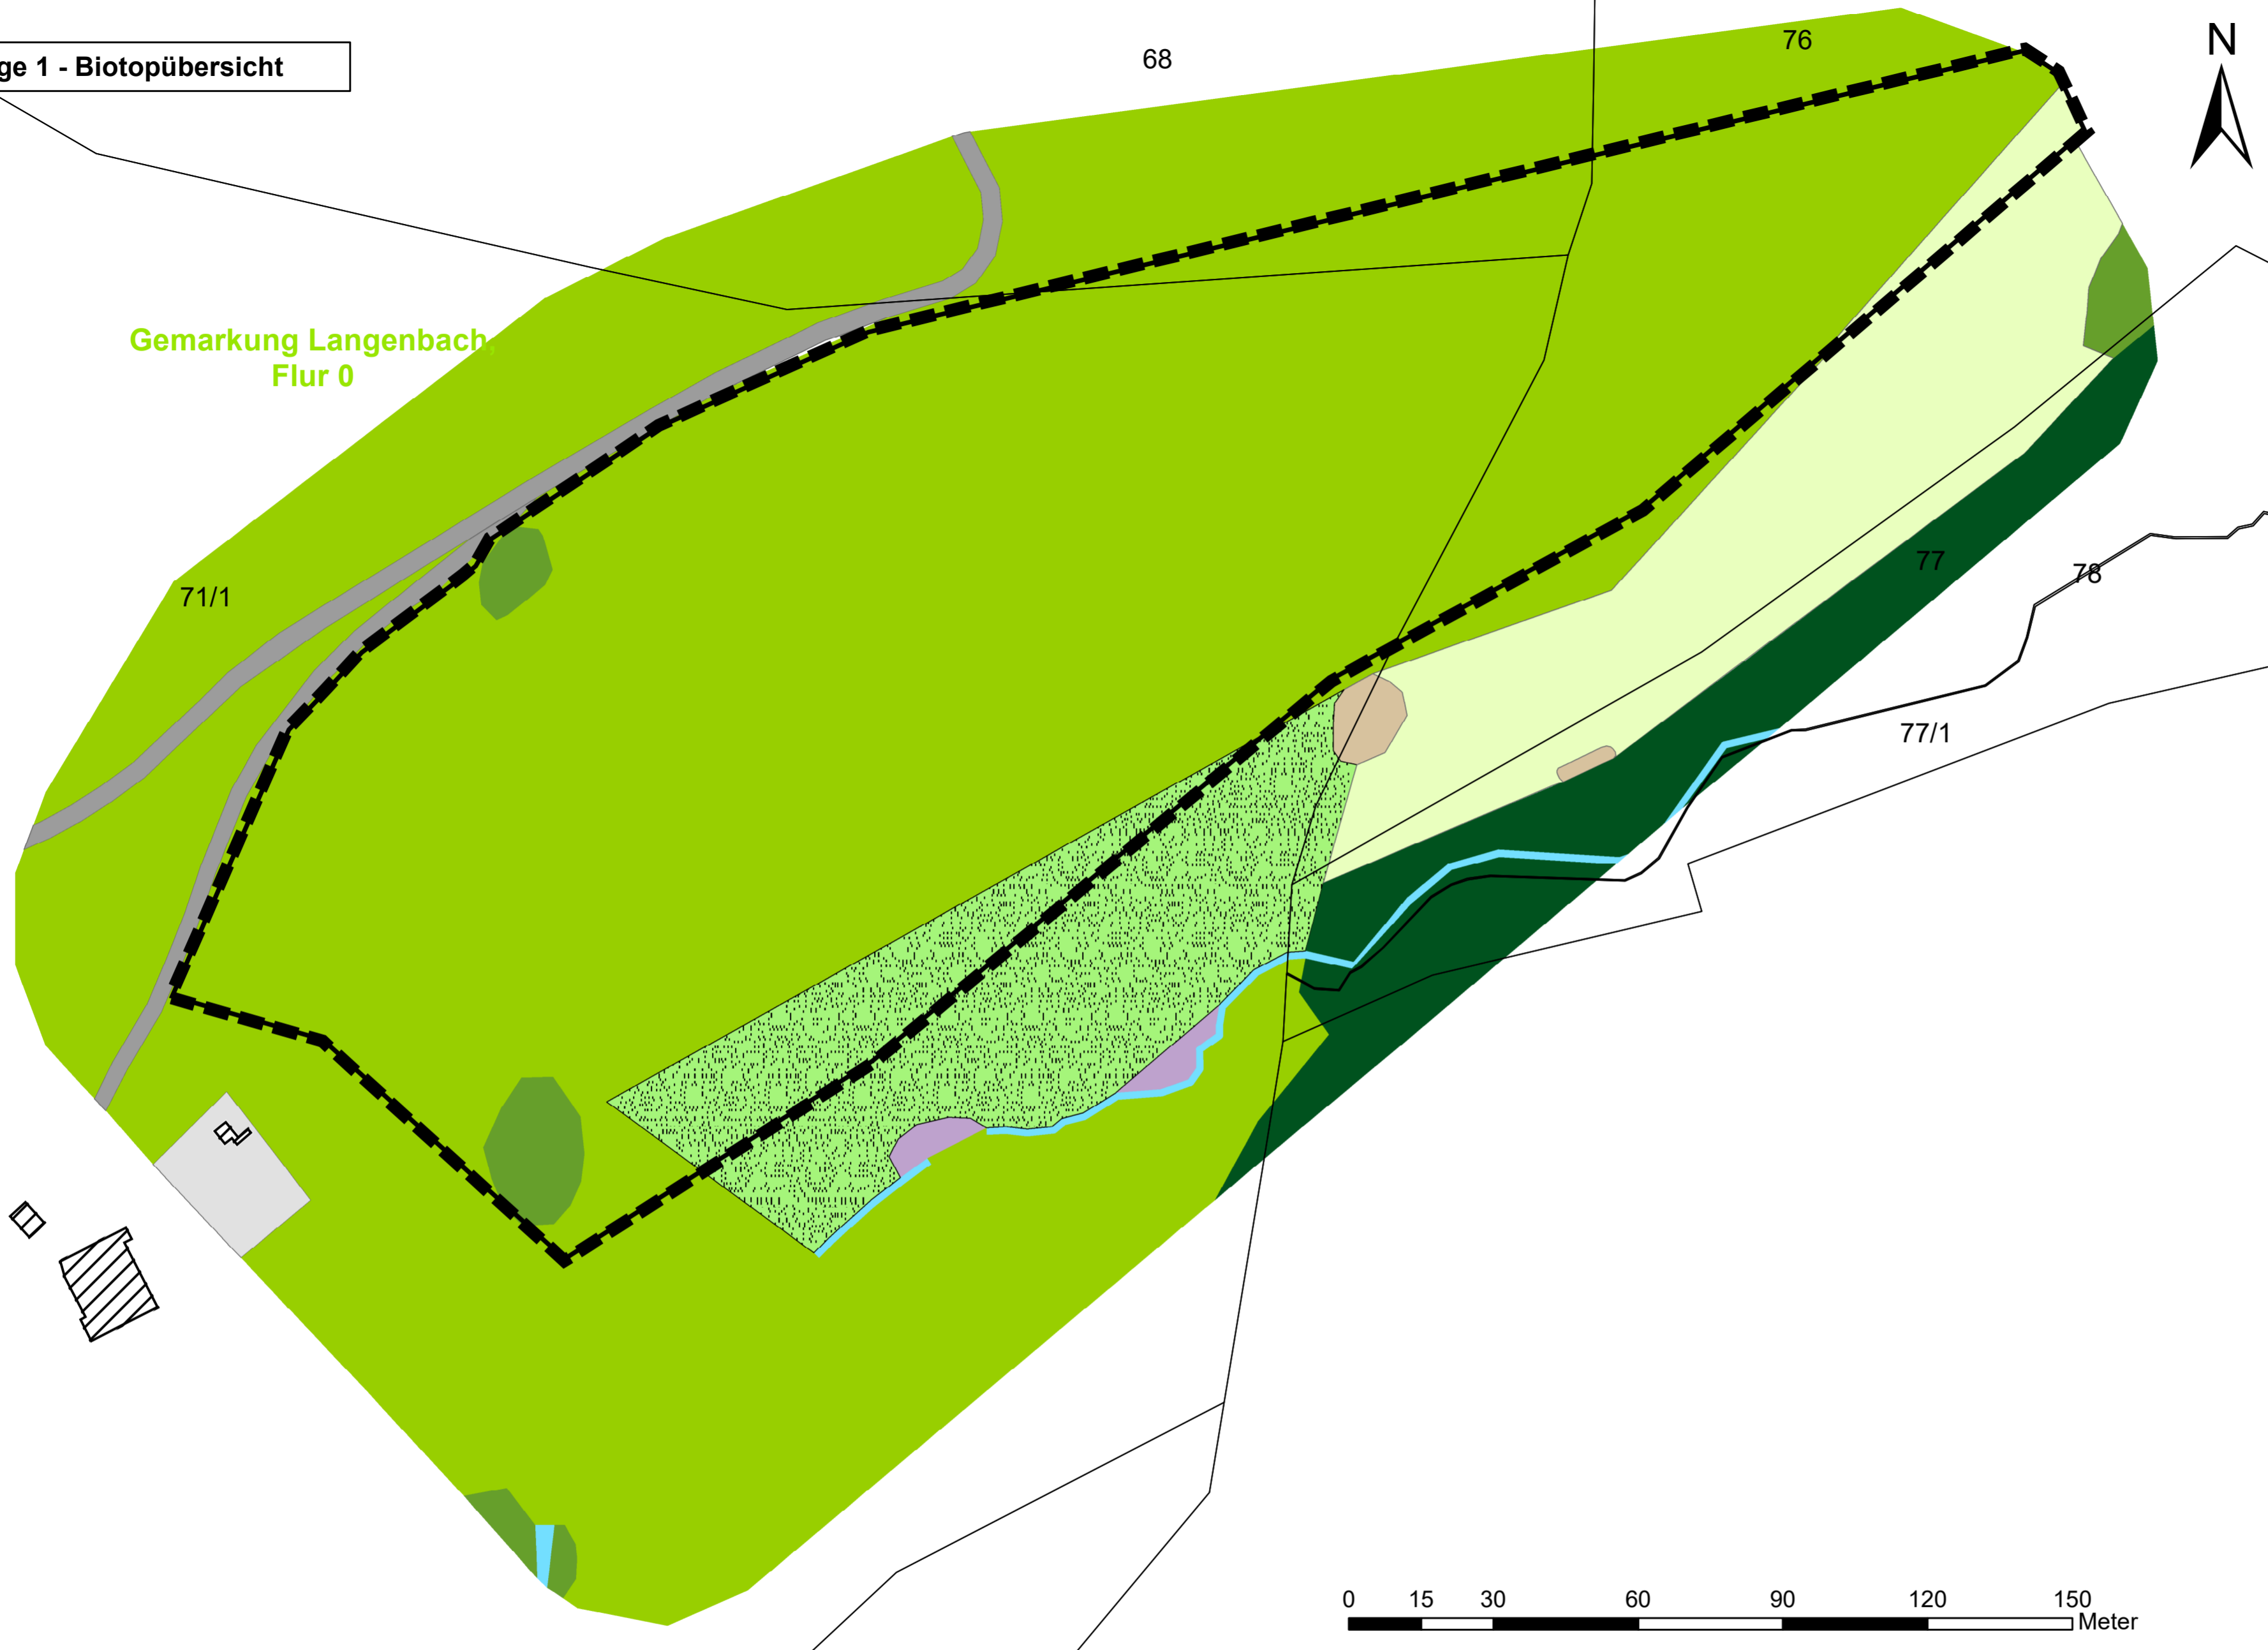 ge 1 - Biotopübersicht
68
76
N
Gemarkung Langenbach,
Flur 0
71/1
77
78
77/1
0 15 30 60 90 120 150
Meter